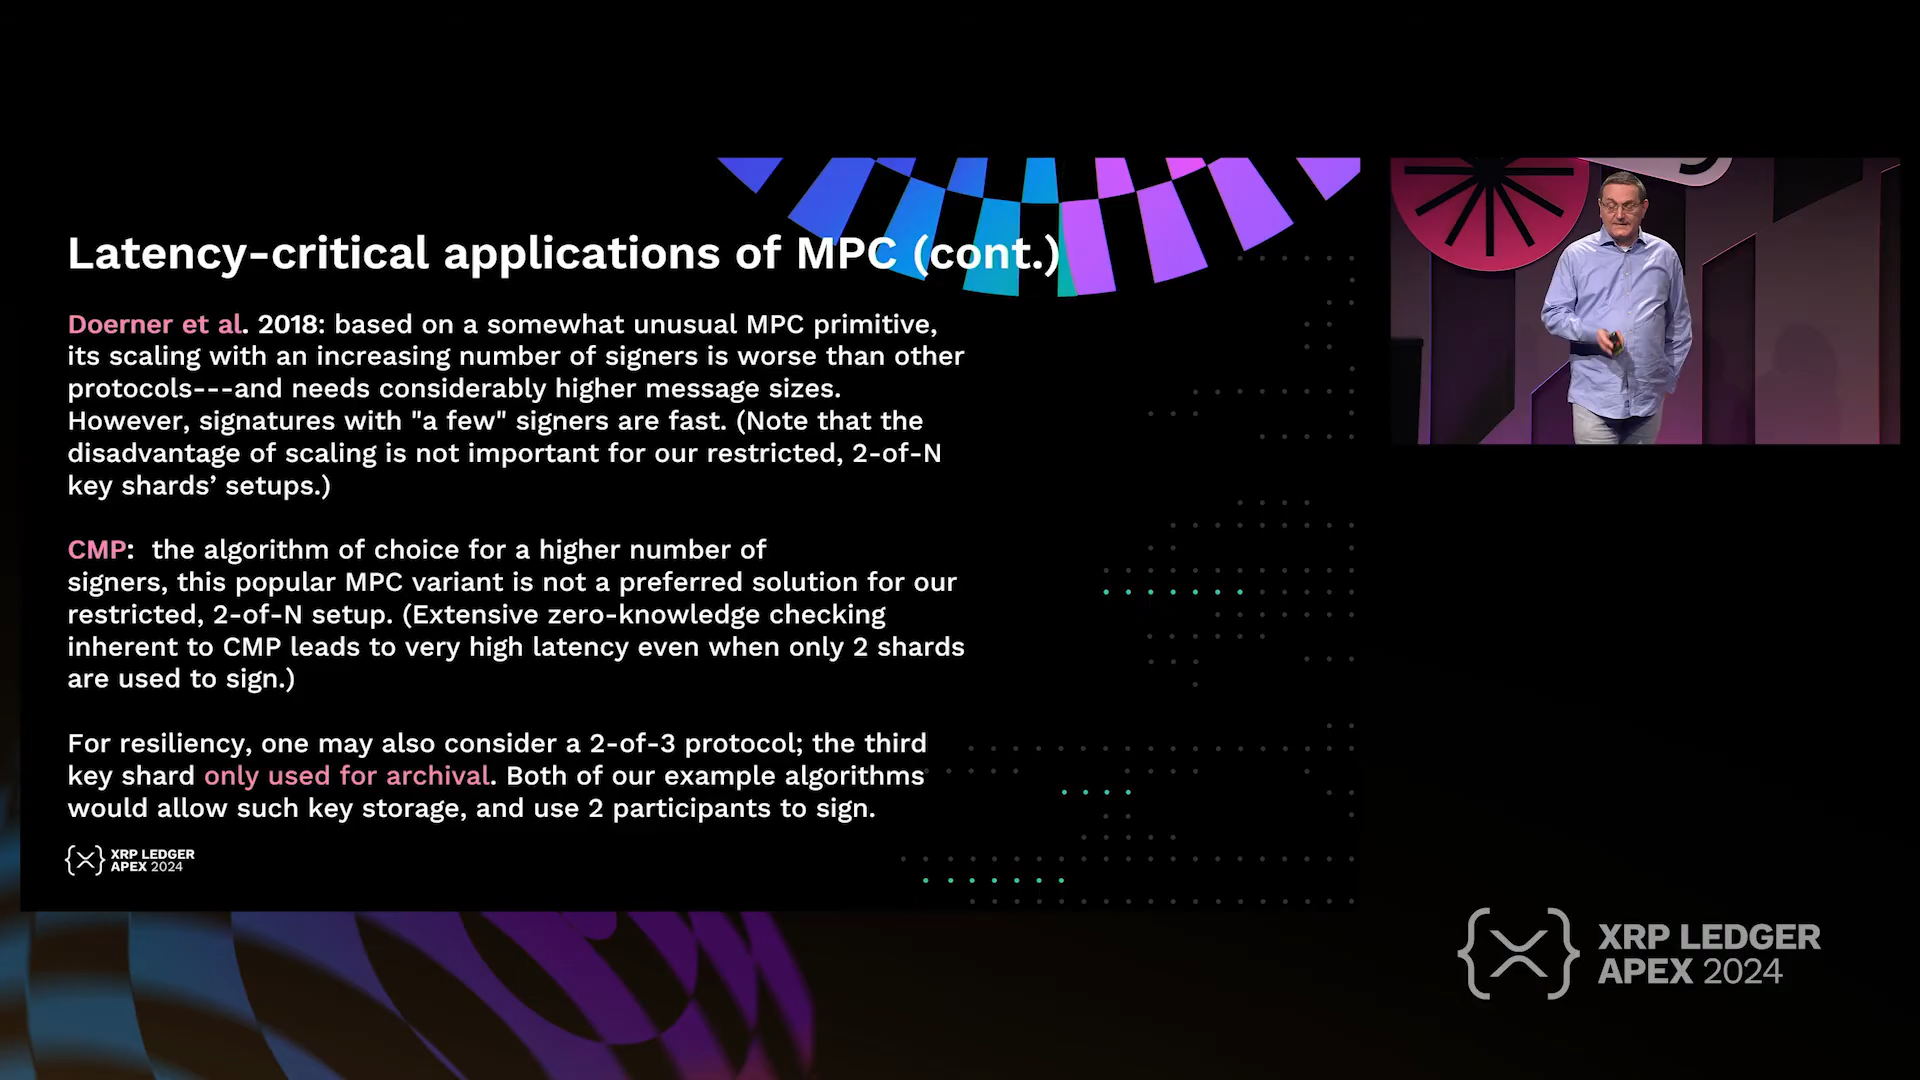 Latency-critical applications of MPC (cont.)
Doerner et al. 2018: based on a somewhat unusual MPC primitive,
its scaling with an increasing number of signers is worse than other
protocols---and needs considerably higher message sizes.
However, signatures with "a few" signers are fast. (Note that the
disadvantage of scaling is not important for our restricted, 2-of-N
key shards’ setups.)
CMP:  the algorithm of choice for a higher number of
signers, this popular MPC variant is not a preferred solution for our
restricted, 2-of-N setup. (Extensive zero-knowledge checking
inherent to CMP leads to very high latency even when only 2 shards
are used to sign.)
For resiliency, one may also consider a 2-of-3 protocol; the third
key shard only used for archival. Both of our example algorithms
would allow such key storage, and use 2 participants to sign.
XRP LEDGER
APEX 2024
XRP LEDGER
APEX 2024